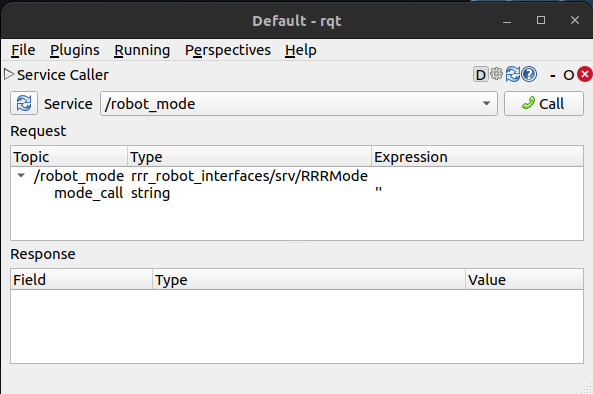 Default - rqt
File Plugins Running Perspectives Help
Service Caller D - O
Service /robot_mode Call
Request
Topic Type Expression
/robot_mode rrr_robot_interfaces/srv/RRRMode
mode_call string ''
Response
Field Type Value